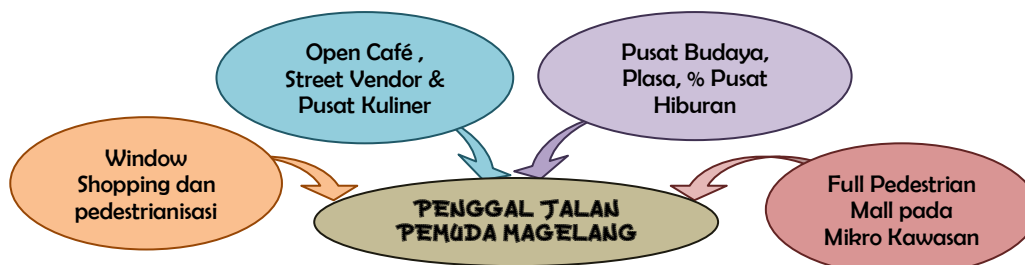 Open Café ,
Street Vendor &
Pusat Kuliner
Pusat Budaya,
Plasa, % Pusat
Hiburan
Window
Shopping dan
pedestrianisasi
PENGGAL JALAN
PEMUDA MAGELANG
Full Pedestrian
Mall pada
Mikro Kawasan